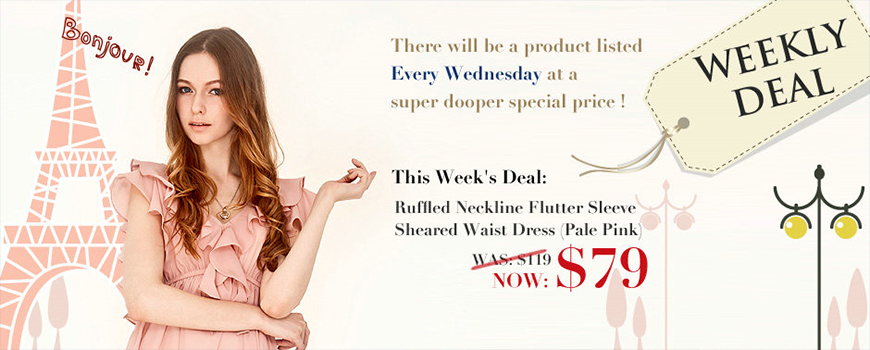 Bonjour!
There will be a product listed
Every Wednesday at a
super dooper special price !
WEEKLY
DEAL
This Week's Deal:
Ruffled Neckline Flutter Sleeve
Sheared Waist Dress (Pale Pink)
WAS: $119
NOW: $79